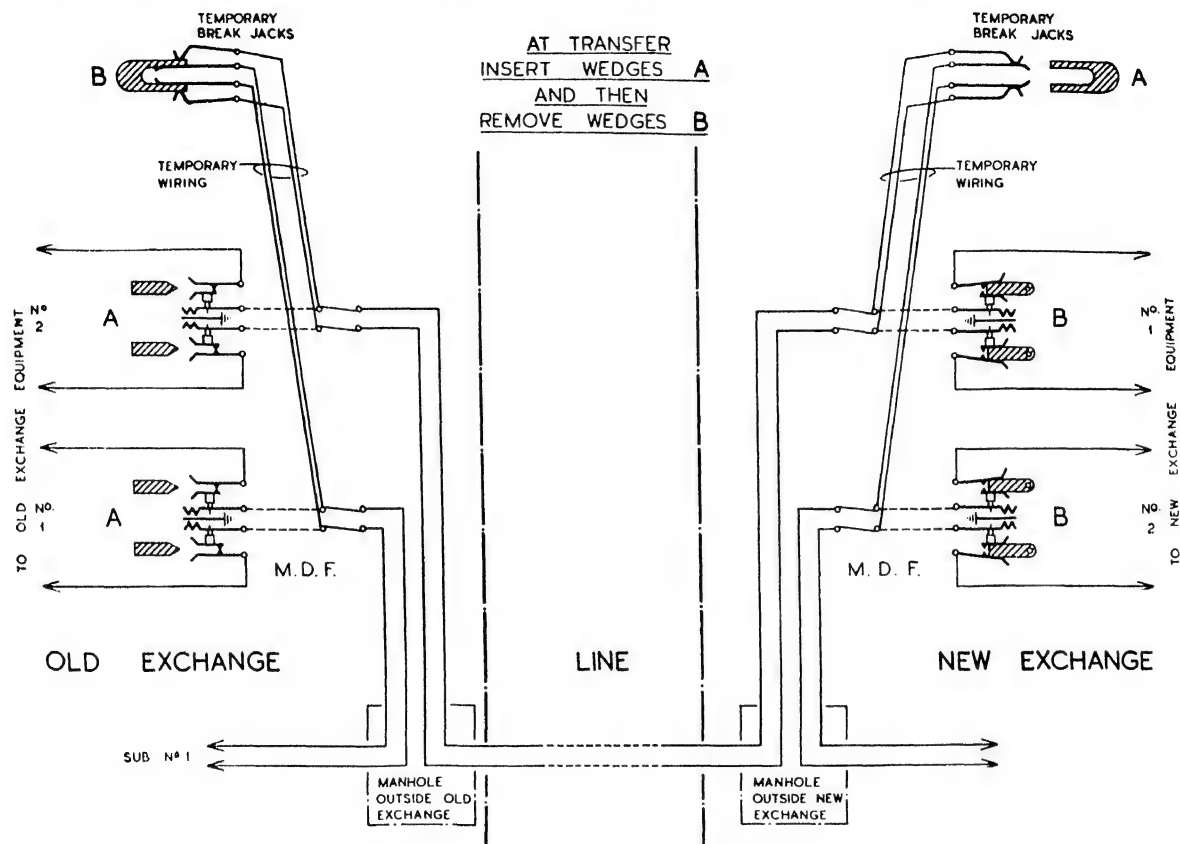 TEMPORARY
BREAK JACKS
B
AT TRANSFER
INSERT WEDGES A
AND THEN
REMOVE WEDGES B
TEMPORARY
BREAK JACKS
A
TEMPORARY
WIRING
TEMPORARY
WIRING
TO OLD EXCHANGE EQUIPMENT
No
2
A
No.
1
A
M. D. F.
B
No.
1
B
No.
2
TO NEW EXCHANGE EQUIPMENT
M. D. F.
OLD EXCHANGE
LINE
NEW EXCHANGE
SUB No 1
MANHOLE
OUTSIDE OLD
EXCHANGE
MANHOLE
OUTSIDE NEW
EXCHANGE